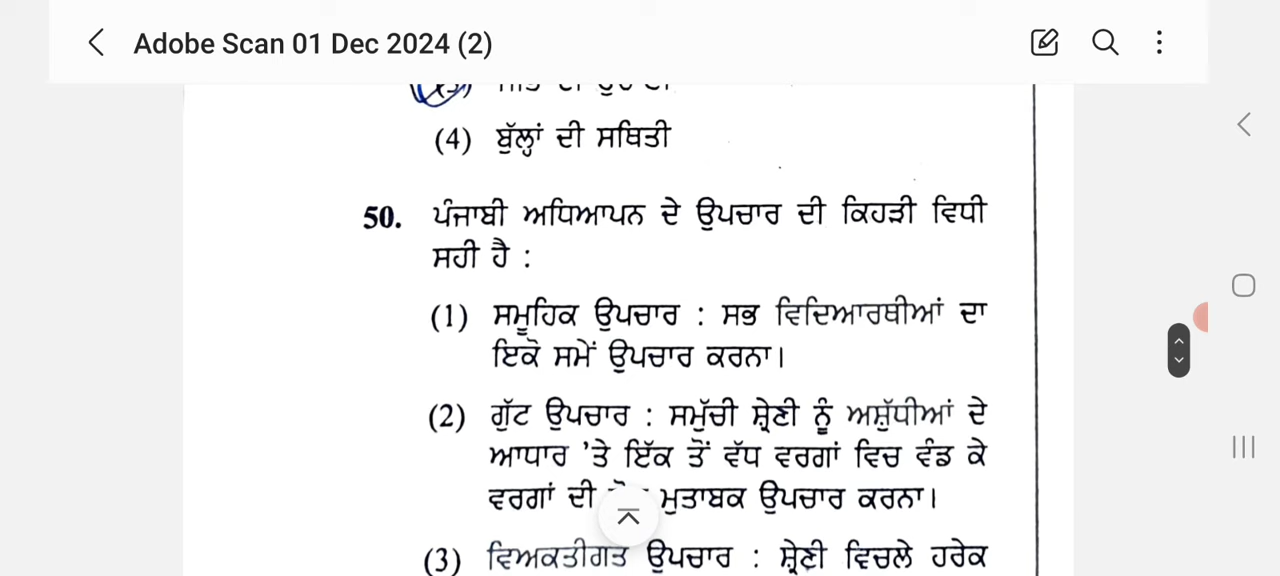 Adobe Scan 01 Dec 2024 (2)
(4) ਬੁੱਲ੍ਹਾਂ ਦੀ ਸਥਿਤੀ
50. ਪੰਜਾਬੀ ਅਧਿਆਪਨ ਦੇ ਉਪਚਾਰ ਦੀ ਕਿਹੜੀ ਵਿਧੀ
ਸਹੀ ਹੈ :
(1) ਸਮੂਹਿਕ ਉਪਚਾਰ : ਸਭ ਵਿਦਿਆਰਥੀਆਂ ਦਾ
ਇਕੋ ਸਮੇਂ ਉਪਚਾਰ ਕਰਨਾ।
(2) ਗੁੱਟ ਉਪਚਾਰ : ਸਮੁੱਚੀ ਸ਼੍ਰੇਣੀ ਨੂੰ ਅਸ਼ੁੱਧੀਆਂ ਦੇ
ਆਧਾਰ 'ਤੇ ਇੱਕ ਤੋਂ ਵੱਧ ਵਰਗਾਂ ਵਿਚ ਵੰਡ ਕੇ
ਵਰਗਾਂ ਦੀ ਮੁਤਾਬਕ ਉਪਚਾਰ ਕਰਨਾ।
(3) ਵਿਅਕਤੀਗਤ ਉਪਚਾਰ : ਸ਼੍ਰੇਣੀ ਵਿਚਲੇ ਹਰੇਕ